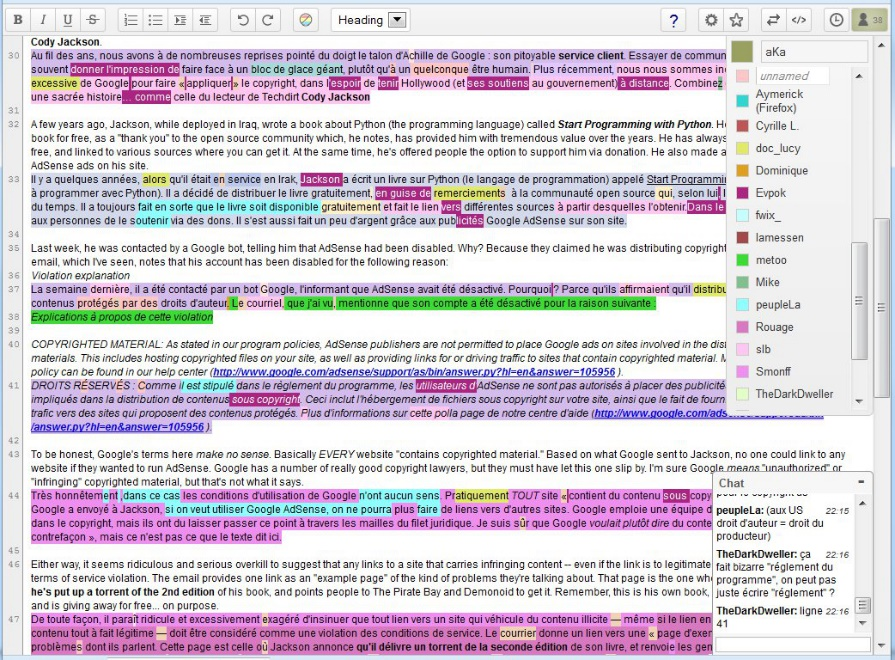 B I U S Heading ? </> 38
Cody Jackson.
30 Au fil des ans, nous avons à de nombreuses reprises pointé du doigt le talon d'Achille de Google : son pitoyable service client. Essayer de commun
souvent donner l'impression de faire face à un bloc de glace géant, plutôt qu'à un quelconque être humain. Plus récemment, nous nous sommes in
excessive de Google pour faire «appliquer» le copyright, dans l'espoir de tenir Hollywood (et ses soutiens au gouvernement) à distance. Combinez
une sacrée histoire... comme celle du lecteur de Techdirt Cody Jackson
31
32 A few years ago, Jackson, while deployed in Iraq, wrote a book about Python (the programming language) called Start Programming with Python. He
book for free, as a "thank you" to the open source community which, he notes, has provided him with tremendous value over the years. He has alwa
free, and linked to various sources where you can get it. At the same time, he's offered people the option to support him via donation. He also made a
AdSense ads on his site.
33 Il y a quelques années, alors qu'il était en service en Irak, Jackson a écrit un livre sur Python (le langage de programmation) appelé Start Programmin
à programmer avec Python). Il a décidé de distribuer le livre gratuitement, en guise de remerciements à la communauté open source qui, selon lui,
du temps. Il a toujours fait en sorte que le livre soit disponible gratuitement et fait le lien vers différentes sources à partir desquelles l'obtenir. Dans le
aux personnes de le soutenir via des dons. Il s'est aussi fait un peu d'argent grâce aux publicités Google AdSense sur son site.
34
35 Last week, he was contacted by a Google bot, telling him that AdSense had been disabled. Why? Because they claimed he was distributing copyright
email, which I've seen, notes that his account has been disabled for the following reason:
36 Violation explanation
37 La semaine dernière, il a été contacté par un bot Google, l'informant que AdSense avait été désactivé. Pourquoi? Parce qu'ils affirmaient qu'il distribu
contenus protégés par des droits d'auteur. Le courriel, que j'ai vu, mentionne que son compte a été désactivé pour la raison suivante :
38 Explications à propos de cette violation
39
40 COPYRIGHTED MATERIAL: As stated in our program policies, AdSense publishers are not permitted to place Google ads on sites involved in the dist
materials. This includes hosting copyrighted files on your site, as well as providing links for or driving traffic to sites that contain copyrighted material. M
policy can be found in our help center (http://www.google.com/adsense/support/as/bin/answer.py?hl=en&answer=105956 ).
41 DROITS RÉSERVÉS : Comme il est stipulé dans le réglement du programme, les utilisateurs d'AdSense ne sont pas autorisés à placer des publicité
impliqués dans la distribution de contenus sous copyright. Ceci inclut l'hébergement de fichiers sous copyright sur votre site, ainsi que le fait de fourn
trafic vers des sites qui proposent des contenus protégés. Plus d'informations sur cette polla page de notre centre d'aide (http://www.google.com/ads
/answer.py?hl=en&answer=105956 ).
42
43 To be honest, Google's terms here make no sense. Basically EVERY website "contains copyrighted material." Based on what Google sent to Jackson, no one could link to any
website if they wanted to run AdSense. Google has a number of really good copyright lawyers, but they must have let this one slip by. I'm sure Google means "unauthorized" or
"infringing" copyrighted material, but that's not what it says.
44 Très honnêtement, dans ce cas les conditions d'utilisation de Google n'ont aucun sens. Pratiquement TOUT site «contient du contenu sous copy
Google a envoyé à Jackson, si on veut utiliser Google AdSense, on ne pourra plus faire de liens vers d'autres sites. Google emploie une équipe d
dans le copyright, mais ils ont du laisser passer ce point à travers les mailles du filet juridique. Je suis sûr que Google voulait plutôt dire du conte
contrefaçon », mais ce n'est pas ce que le texte dit ici.
45
46 Either way, it seems ridiculous and serious overkill to suggest that any links to a site that contain copyright infringing content -- even if the link is to legitimate
terms of service violation. The email provides one link as an "example page" of the kind of problems they're talking about. That page is the one whe
he's put up a torrent of the 2nd edition of his book, and points people to The Pirate Bay and Demonoid to get it. Remember, this is his own book,
and is giving away for free... on purpose.
47 De toute façon, il paraît ridicule et excessivement exagéré d'insinuer que tout lien vers un site qui véhicule du contenu illicite — même si le lien en
contenu tout à fait légitime — doit être considéré comme une violation des conditions de service. Le courrier donne un lien vers une « page d'exer
problèmes dont ils parlent. Cette page est celle où Jackson annonce qu'il délivre un torrent de la seconde édition de son livre, et renvoie les gens
aKa
unnamed
Aymerick
(Firefox)
Cyrille L.
doc_lucy
Dominique
Evpok
fwix_
lamessen
metoo
Mike
peupleLa
Rouage
slb
Smonff
TheDarkDweller
Chat -
peupleLa: (aux US 22:15
droit d'auteur = droit du
producteur)
TheDarkDweller: ça 22:16
fait bizarre "réglement du
programme", on peut pas
juste écrire "réglement" ?
TheDarkDweller: ligne 22:16
41